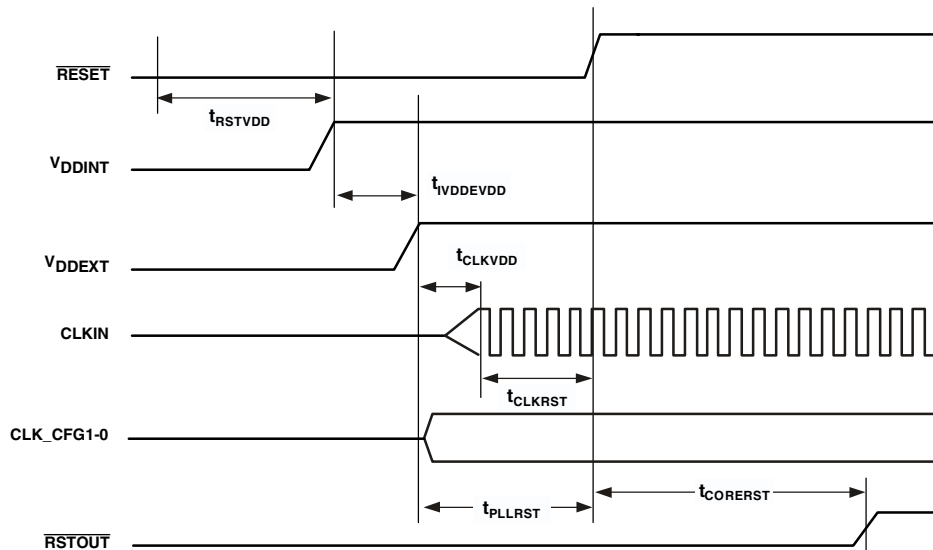 RESET
tRSTVDD
VDDINT
tIVDDEVDD
VDDEXT
tCLKVDD
CLKIN
tCLKRST
CLK_CFG1-0
tCORERST
tPLLRST
RSTOUT